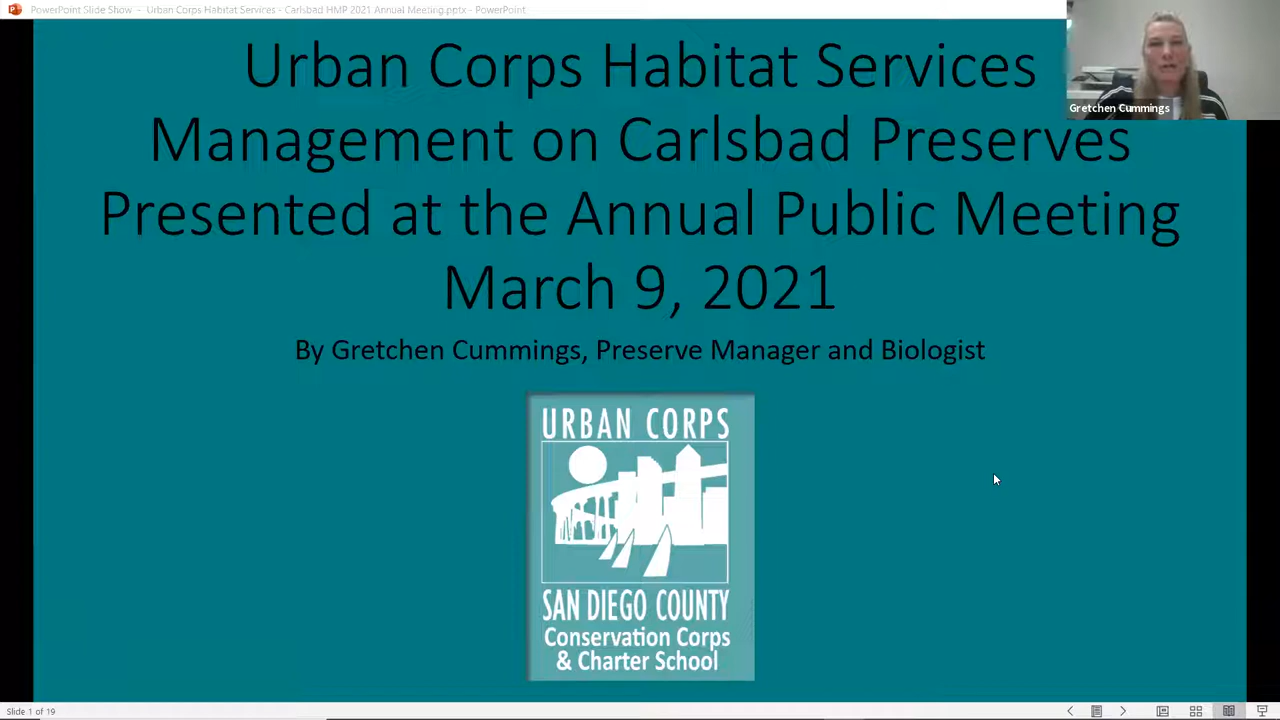 PowerPoint Slide Show - Urban Corps Habitat Services - Carlsbad HMP 2021 Annual Meeting.pptx - PowerPoint
Gretchen Cummings
Urban Corps Habitat Services
Management on Carlsbad Preserves
Presented at the Annual Public Meeting
March 9, 2021
By Gretchen Cummings, Preserve Manager and Biologist
URBAN CORPS
SAN DIEGO COUNTY
Conservation Corps
& Charter School
Slide 1 of 19